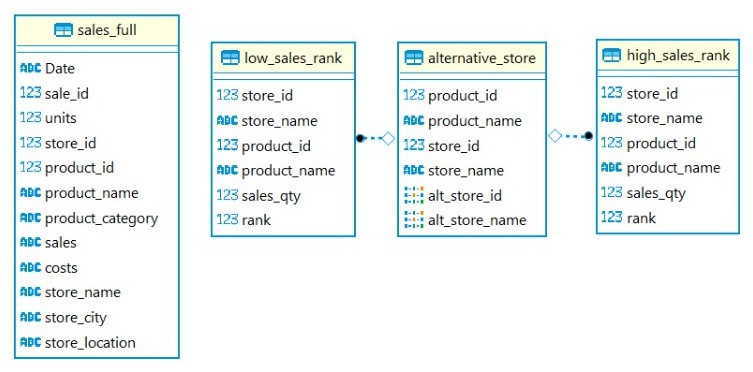 sales_full
ABC Date
123 sale_id
123 units
123 store_id
123 product_id
ABC product_name
ABC product_category
ABC sales
ABC costs
ABC store_name
ABC store_city
ABC store_location
low_sales_rank
123 store_id
ABC store_name
123 product_id
ABC product_name
123 sales_qty
123 rank
alternative_store
123 product_id
ABC product_name
123 store_id
ABC store_name
alt_store_id
alt_store_name
high_sales_rank
123 store_id
ABC store_name
123 product_id
ABC product_name
123 sales_qty
123 rank